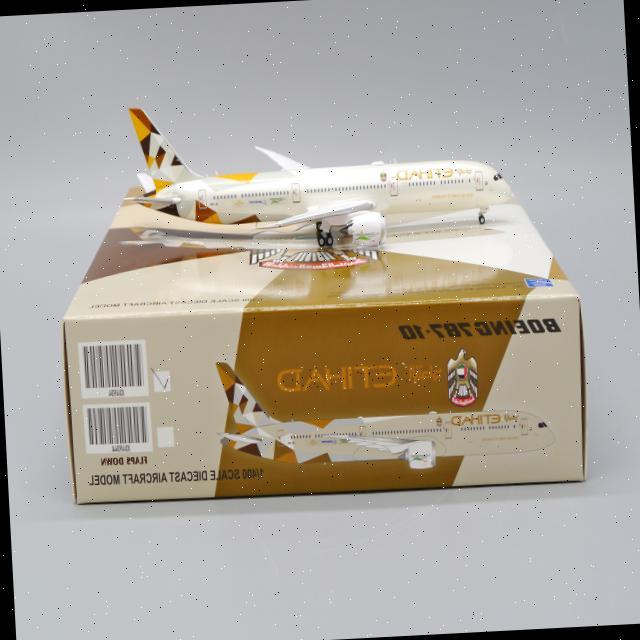 ETIHAD
1/400 SCALE DIECAST AIRCRAFT MODEL
BOEING 787-10
ETIHAD
ETIHAD
FLAPS DOWN
1/400 SCALE DIECAST AIRCRAFT MODEL